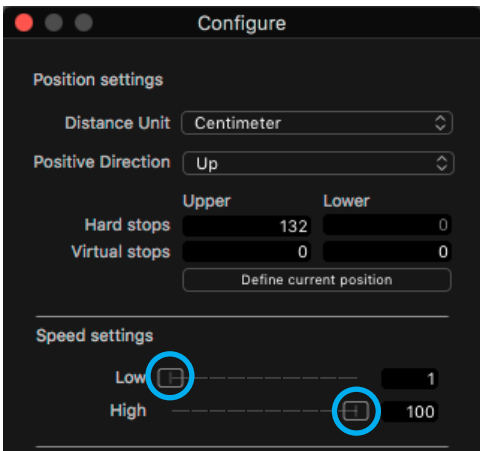 Configure
Position settings
Distance Unit Centimeter
Positive Direction Up
Upper Lower
Hard stops 132 0
Virtual stops 0 0
Define current position
Speed settings
Low 1
High 100